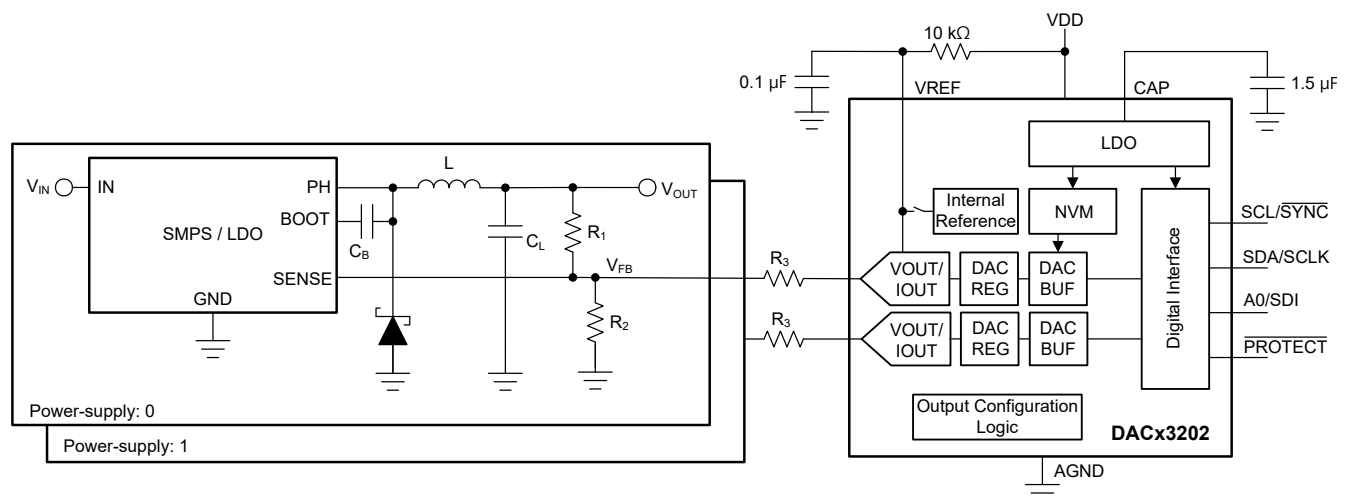 VDD
10 kΩ
0.1 µF
VREF
CAP
1.5 µF
LDO
Internal
Reference
NVM
VOUT/
IOUT
DAC
REG
DAC
BUF
VOUT/
IOUT
DAC
REG
DAC
BUF
Digital Interface
SCL/SYNC
SDA/SCLK
A0/SDI
PROTECT
Output Configuration
Logic
DACx3202
AGND
VIN
IN
PH
BOOT
SMPS / LDO
SENSE
GND
CB
L
CL
R1
VOUT
VFB
R2
R3
R3
Power-supply: 0
Power-supply: 1